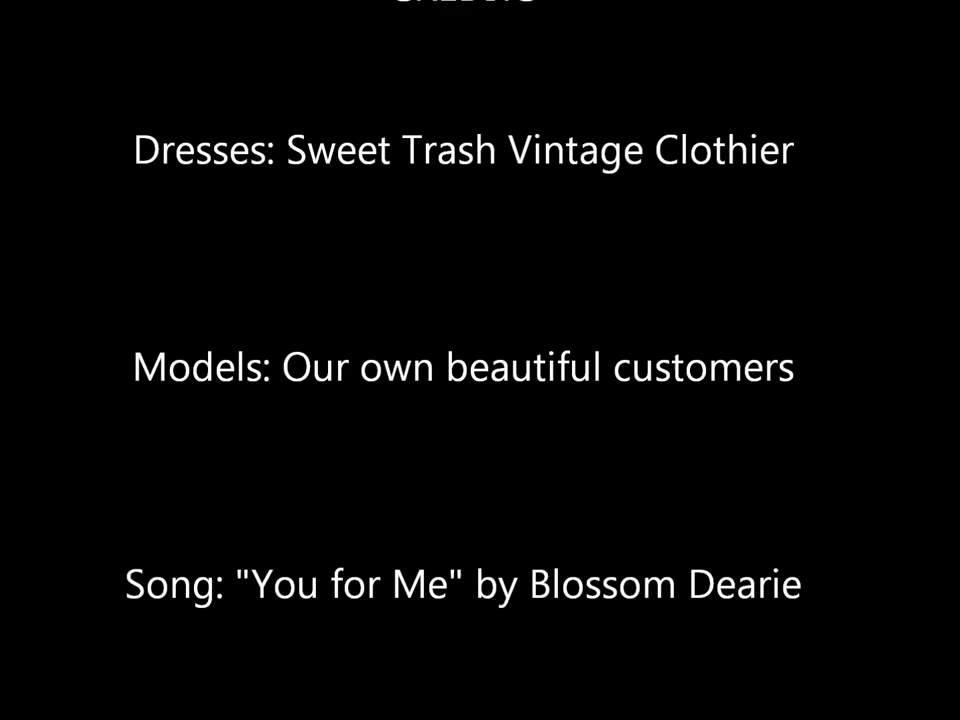 Dresses: Sweet Trash Vintage Clothier
Models: Our own beautiful customers
Song: "You for Me" by Blossom Dearie